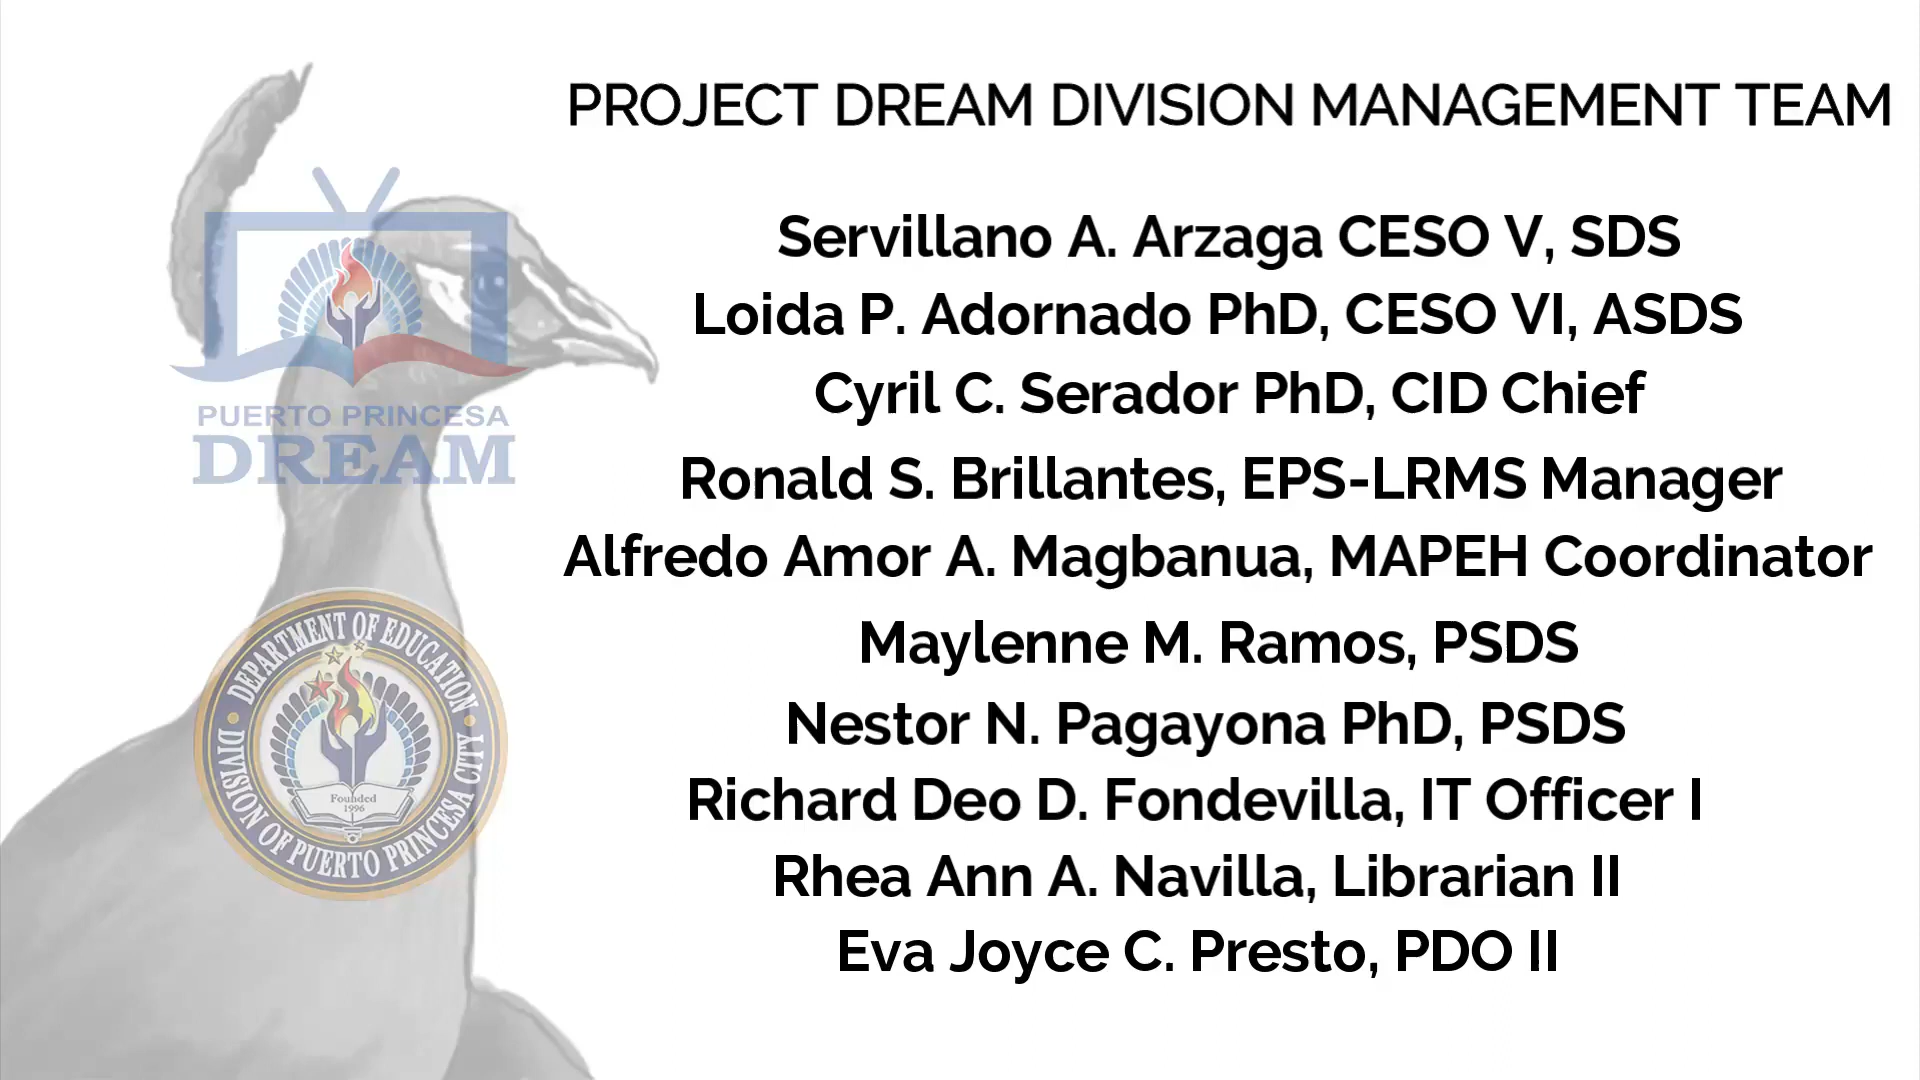 PROJECT DREAM DIVISION MANAGEMENT TEAM
Servillano A. Arzaga CESO V, SDS
Loida P. Adornado PhD, CESO VI, ASDS
Cyril C. Serador PhD, CID Chief
Ronald S. Brillantes, EPS-LRMS Manager
Alfredo Amor A. Magbanua, MAPEH Coordinator
Maylenne M. Ramos, PSDS
Nestor N. Pagayona PhD, PSDS
Richard Deo D. Fondevilla, IT Officer I
Rhea Ann A. Navilla, Librarian II
Eva Joyce C. Presto, PDO II
PUERTO PRINCESA
DREAM
DEPARTMENT OF EDUCATION
DIVISION OF PUERTO PRINCESA CITY
Founded
1996